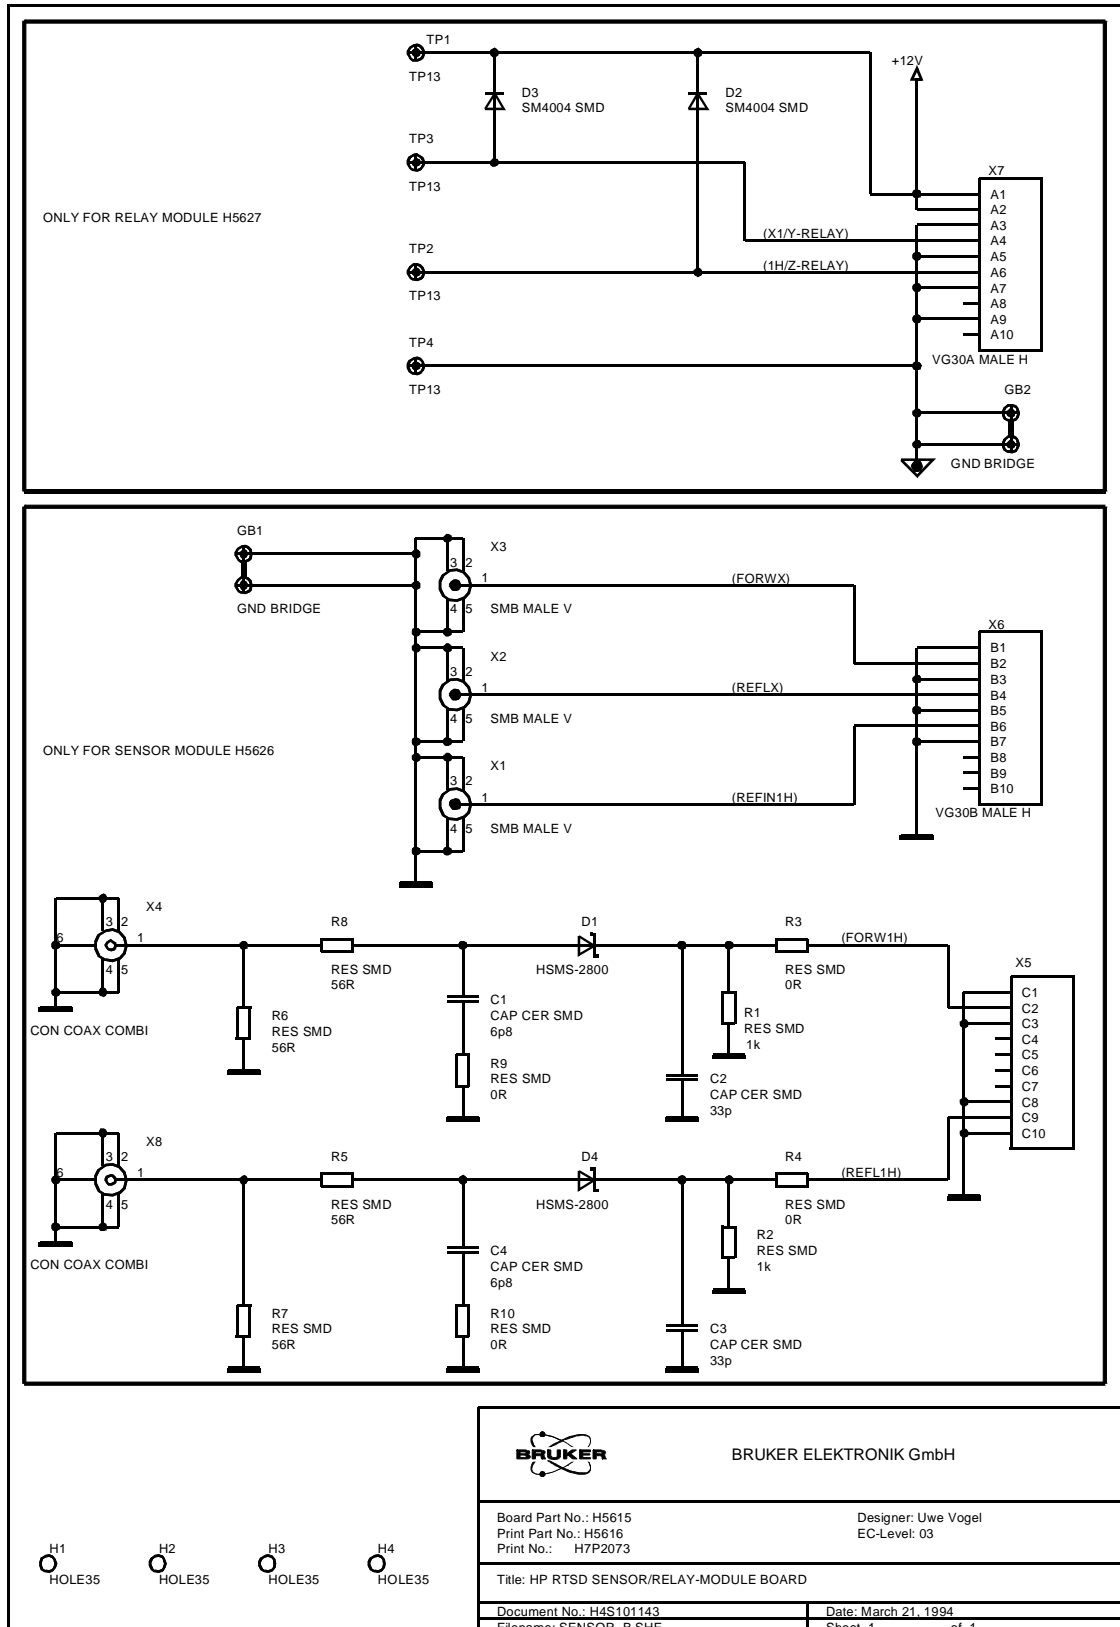 TP1
TP13
D3
SM4004 SMD
D2
SM4004 SMD
+12V
TP3
TP13
X7
A1
A2
A3
A4
A5
A6
A7
A8
A9
A10
VG30A MALE H
ONLY FOR RELAY MODULE H5627
(X1/Y-RELAY)
(1H/Z-RELAY)
TP2
TP13
TP4
TP13
GB2
GND BRIDGE
GB1
GND BRIDGE
X3
3 2
1
4 5
SMB MALE V
(FORWX)
X2
3 2
1
4 5
SMB MALE V
(REFLX)
X1
3 2
1
4 5
SMB MALE V
(REFIN1H)
X6
B1
B2
B3
B4
B5
B6
B7
B8
B9
B10
VG30B MALE H
ONLY FOR SENSOR MODULE H5626
X4
3 2
6
1
4 5
CON COAX COMBI
R8
RES SMD
56R
R6
RES SMD
56R
C1
CAP CER SMD
6p8
R9
RES SMD
0R
D1
HSMS-2800
R3
RES SMD
0R
(FORW1H)
R1
RES SMD
1k
C2
CAP CER SMD
33p
X5
C1
C2
C3
C4
C5
C6
C7
C8
C9
C10
X8
3 2
6
1
4 5
CON COAX COMBI
R5
RES SMD
56R
R7
RES SMD
56R
C4
CAP CER SMD
6p8
R10
RES SMD
0R
D4
HSMS-2800
R4
RES SMD
0R
(REFL1H)
R2
RES SMD
1k
C3
CAP CER SMD
33p
BRUKER
BRUKER ELEKTRONIK GmbH
Board Part No.: H5615
Print Part No.: H5616
Print No.: H7P2073
Designer: Uwe Vogel
EC-Level: 03
H1
HOLE35
H2
HOLE35
H3
HOLE35
H4
HOLE35
Title: HP RTSD SENSOR/RELAY-MODULE BOARD
Document No.: H4S101143
Date: March 21, 1994
Filename: SENSOR_B.SHE
Sheet 1 of 1